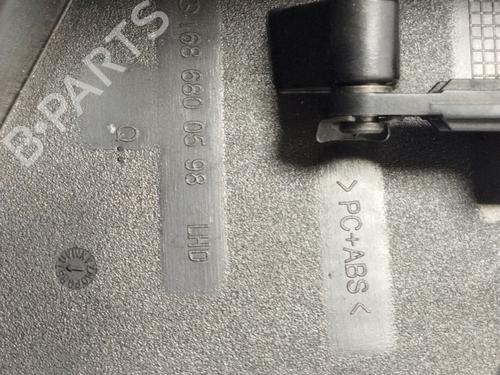 168 680 05 98 LHD
Q
> PC+ABS <
B-PARTS